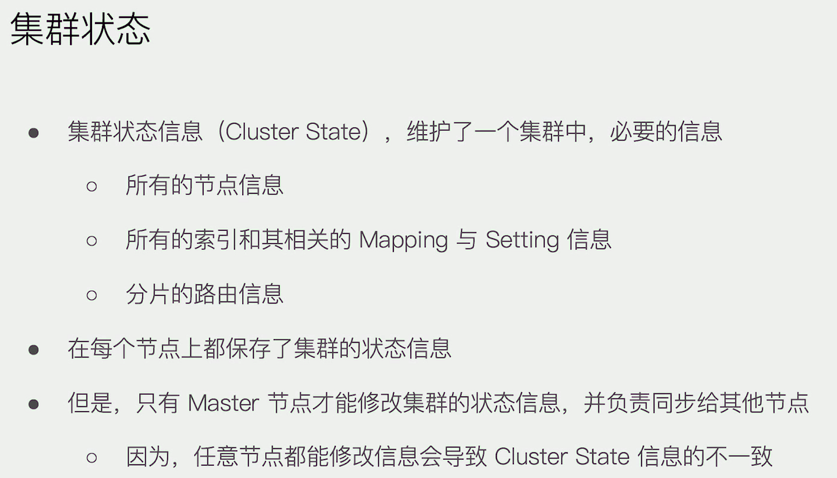 集群状态
● 集群状态信息（Cluster State），维护了一个集群中，必要的信息
○ 所有的节点信息
○ 所有的索引和其相关的 Mapping 与 Setting 信息
○ 分片的路由信息
● 在每个节点上都保存了集群的状态信息
● 但是，只有 Master 节点才能修改集群的状态信息，并负责同步给其他节点
○ 因为，任意节点都能修改信息会导致 Cluster State 信息的不一致